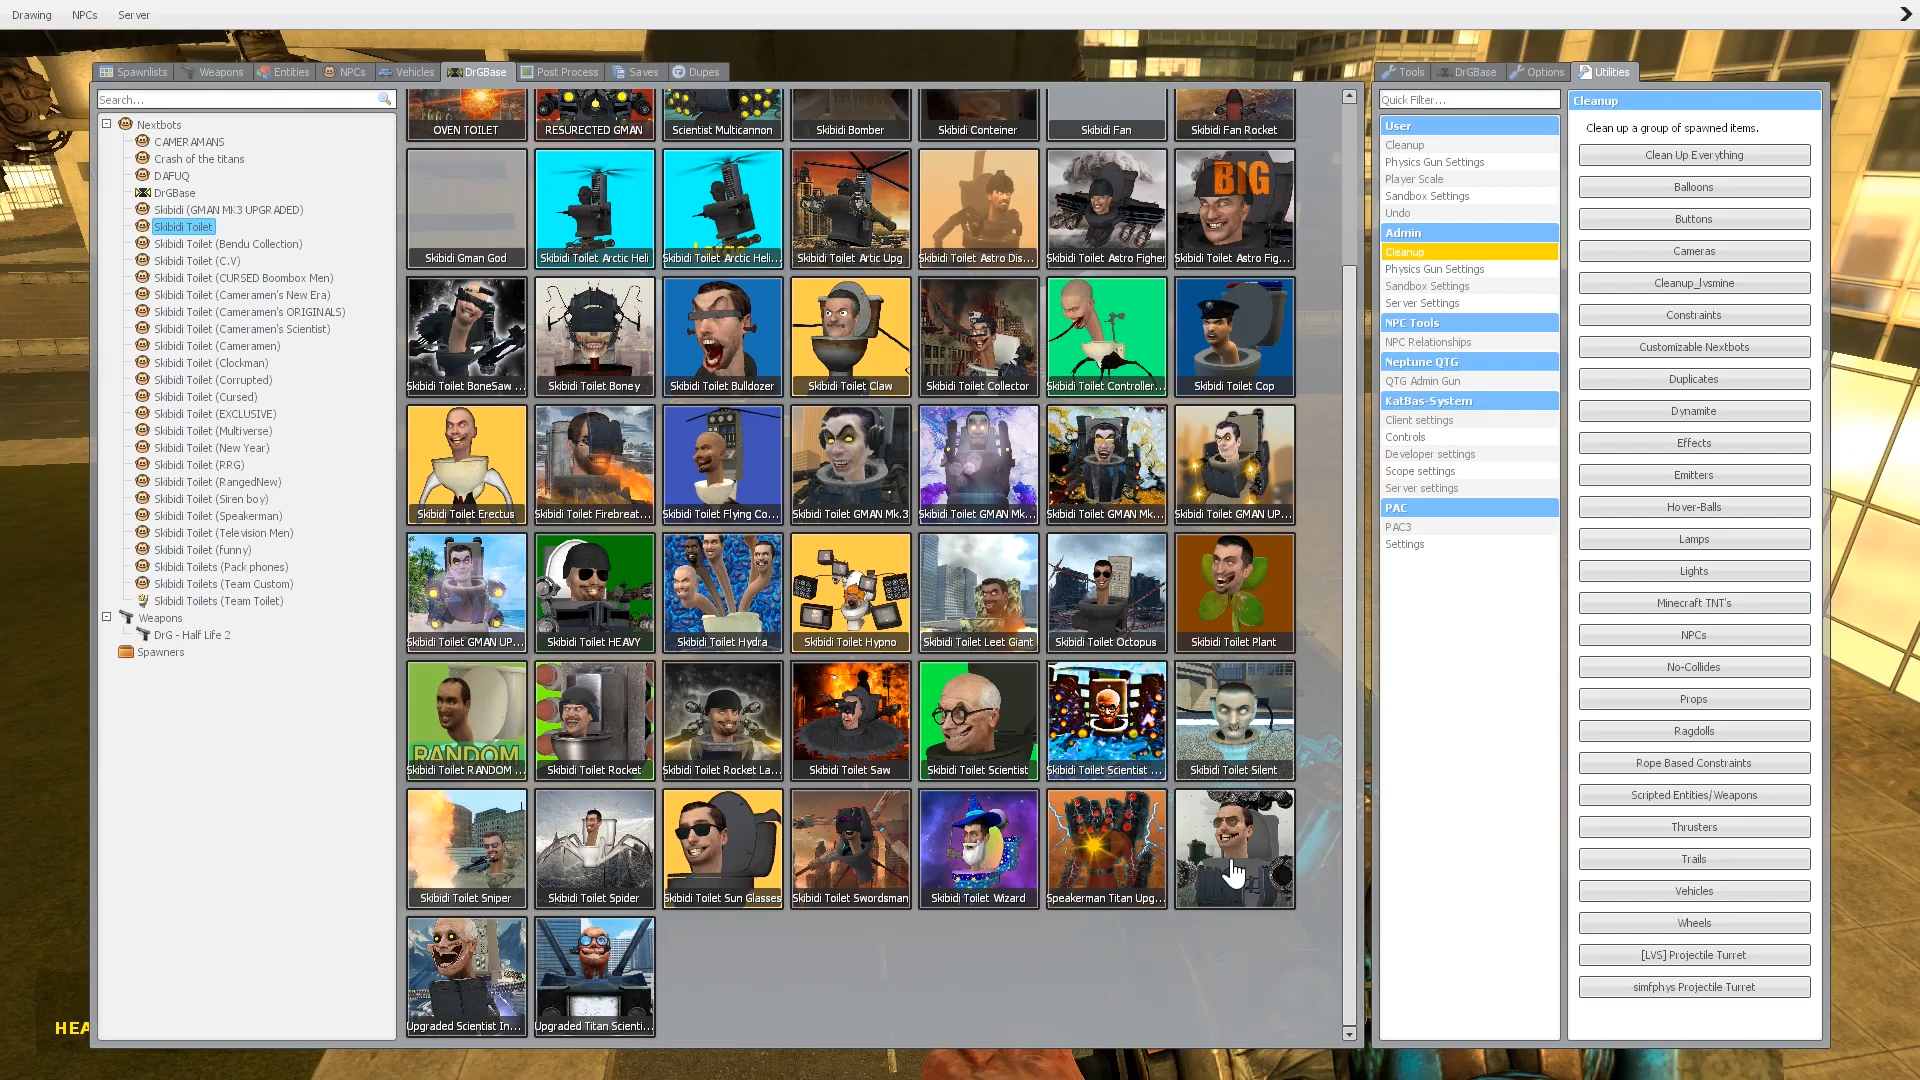 Drawing NPCs Server
Spawnlists Weapons Entities NPCs Vehicles DrGBase Post Process Saves Dupes
Search...
Nextbots
CAMERAMANS
Crash of the titans
DAFUQ
DrGBase
Skibidi (GMAN MK3 UPGRADED)
Skibidi Toilet
Skibidi Toilet (Bendu Collection)
Skibidi Toilet (C.V)
Skibidi Toilet (CURSED Boombox Men)
Skibidi Toilet (Cameramen's New Era)
Skibidi Toilet (Cameramen's ORIGINALS)
Skibidi Toilet (Cameramen's Scientist)
Skibidi Toilet (Cameramen)
Skibidi Toilet (Clockman)
Skibidi Toilet (Corrupted)
Skibidi Toilet (Cursed)
Skibidi Toilet (EXCLUSIVE)
Skibidi Toilet (Multiverse)
Skibidi Toilet (New Year)
Skibidi Toilet (RRG)
Skibidi Toilet (RangedNew)
Skibidi Toilet (Siren boy)
Skibidi Toilet (Speakerman)
Skibidi Toilet (Television Men)
Skibidi Toilet (funny)
Skibidi Toilets (Pack phones)
Skibidi Toilets (Team Custom)
Skibidi Toilets (Team Toilet)
Weapons
DrG - Half Life 2
Spawners
HEA
OVEN TOILET RESURECTED GMAN Scientist Multicannon Skibidi Bomber Skibidi Conteiner Skibidi Fan Skibidi Fan Rocket
BIG
Skibidi Gman God Skibidi Toilet Arctic Heli Skibidi Toilet Arctic Heli... Skibidi Toilet Artic Upg Skibidi Toilet Astro Dis... Skibidi Toilet Astro Figher Skibidi Toilet Astro Fig...
Skibidi Toilet BoneSaw ... Skibidi Toilet Boney Skibidi Toilet Bulldozer Skibidi Toilet Claw Skibidi Toilet Collector Skibidi Toilet Controller... Skibidi Toilet Cop
Skibidi Toilet Erectus Skibidi Toilet Firebreat... Skibidi Toilet Flying Co... Skibidi Toilet GMAN Mk.3 Skibidi Toilet GMAN Mk... Skibidi Toilet GMAN Mk... Skibidi Toilet GMAN UP...
Skibidi Toilet GMAN UP... Skibidi Toilet HEAVY Skibidi Toilet Hydra Skibidi Toilet Hypno Skibidi Toilet Leet Giant Skibidi Toilet Octopus Skibidi Toilet Plant
RANDOM
Skibidi Toilet RANDOM ... Skibidi Toilet Rocket Skibidi Toilet Rocket La... Skibidi Toilet Saw Skibidi Toilet Scientist Skibidi Toilet Scientist ... Skibidi Toilet Silent
Skibidi Toilet Sniper Skibidi Toilet Spider Skibidi Toilet Sun Glasses Skibidi Toilet Swordsman Skibidi Toilet Wizard Speakerman Titan Upg...
Upgraded Scientist In... Upgraded Titan Scienti...
Tools DrGBase Options Utilities
Quick Filter...
User
Cleanup
Physics Gun Settings
Player Scale
Sandbox Settings
Undo
Admin
Cleanup
Physics Gun Settings
Sandbox Settings
Server Settings
NPC Tools
NPC Relationships
Neptune QTG
QTG Admin Gun
KatBas-System
Client settings
Controls
Developer settings
Scope settings
Server settings
PAC
PAC3
Settings
Cleanup
Clean up a group of spawned items.
Clean Up Everything
Balloons
Buttons
Cameras
Cleanup_lvsmine
Constraints
Customizable Nextbots
Duplicates
Dynamite
Effects
Emitters
Hover-Balls
Lamps
Lights
Minecraft TNT's
NPCs
No-Collides
Props
Ragdolls
Rope Based Constraints
Scripted Entities/Weapons
Thrusters
Trails
Vehicles
Wheels
[LVS] Projectile Turret
simfphys Projectile Turret